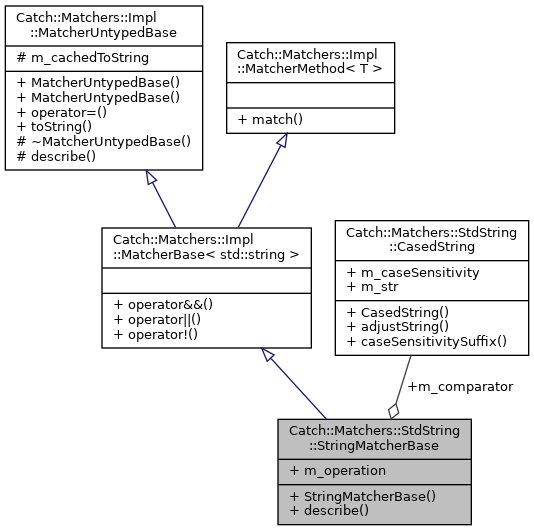 Catch::Matchers::Impl
::MatcherUntypedBase
# m_cachedToString
+ MatcherUntypedBase()
+ MatcherUntypedBase()
+ operator=()
+ toString()
# ~MatcherUntypedBase()
# describe()
Catch::Matchers::Impl
::MatcherMethod< T >
+ match()
Catch::Matchers::Impl
::MatcherBase< std::string >
+ operator&&()
+ operator||()
+ operator!()
Catch::Matchers::StdString
::CasedString
+ m_caseSensitivity
+ m_str
+ CasedString()
+ adjustString()
+ caseSensitivitySuffix()
+m_comparator
Catch::Matchers::StdString
::StringMatcherBase
+ m_operation
+ StringMatcherBase()
+ describe()